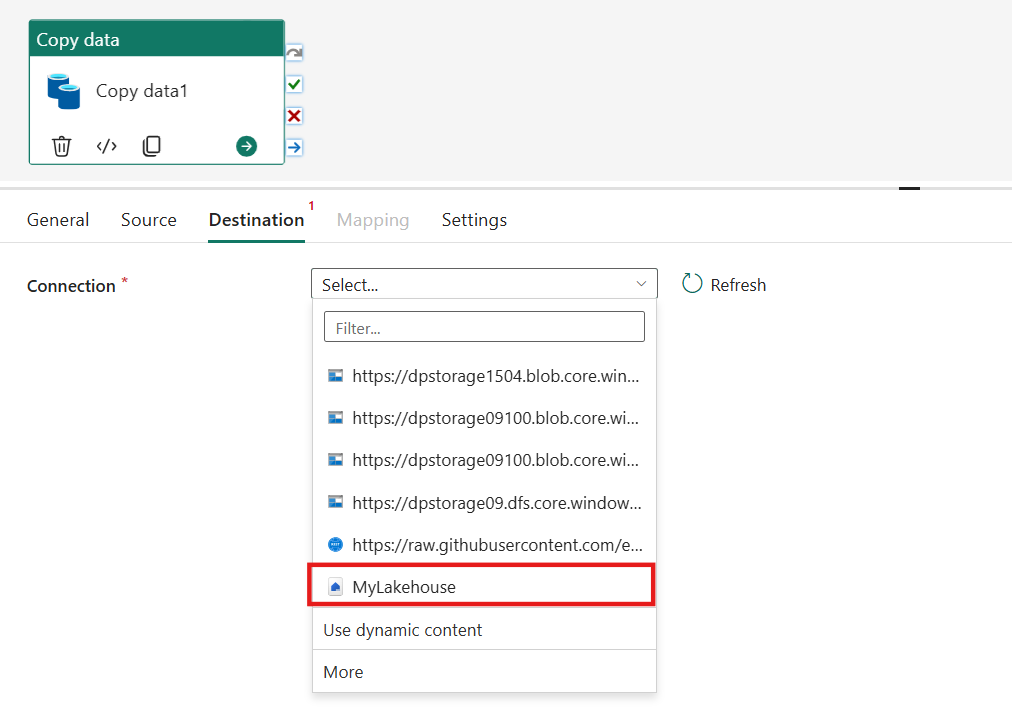 Copy data
Copy data1
General Source Destination 1 Mapping Settings
Connection * Select... Refresh
Filter...
https://dpstorage1504.blob.core.win...
https://dpstorage09100.blob.core.wi...
https://dpstorage09100.blob.core.wi...
https://dpstorage09.dfs.core.window...
https://raw.githubusercontent.com/e...
MyLakehouse
Use dynamic content
More